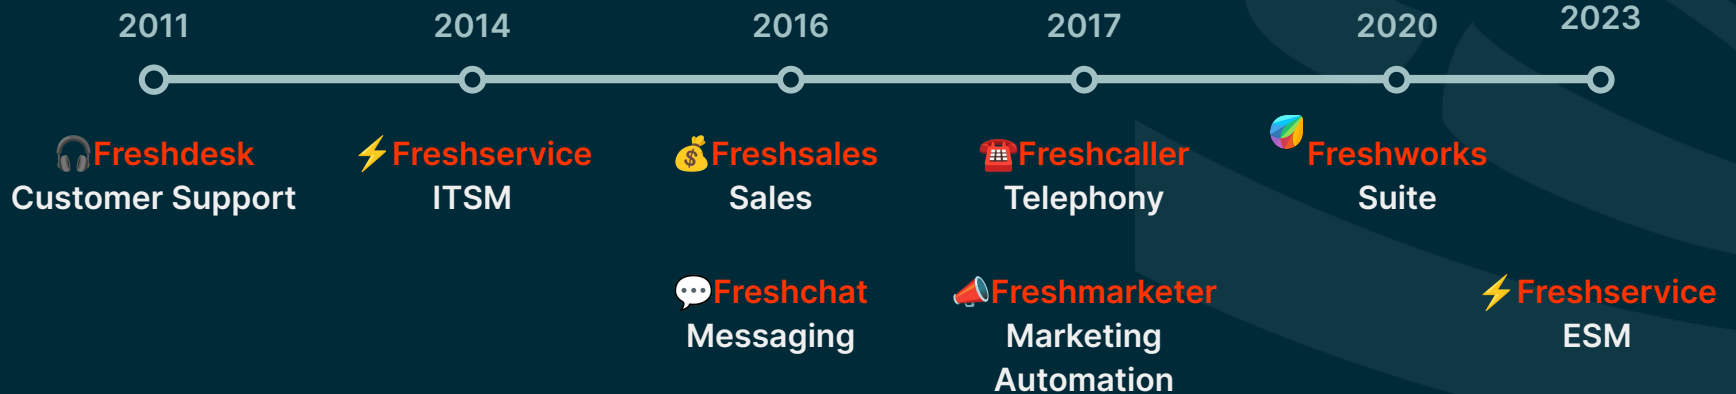 2011
2014
2016
2017
2020
2023
Freshdesk
Customer Support
Freshservice
ITSM
Freshsales
Sales
Freshcaller
Telephony
Freshworks
Suite
Freshchat
Messaging
Freshmarketer
Marketing
Automation
Freshservice
ESM